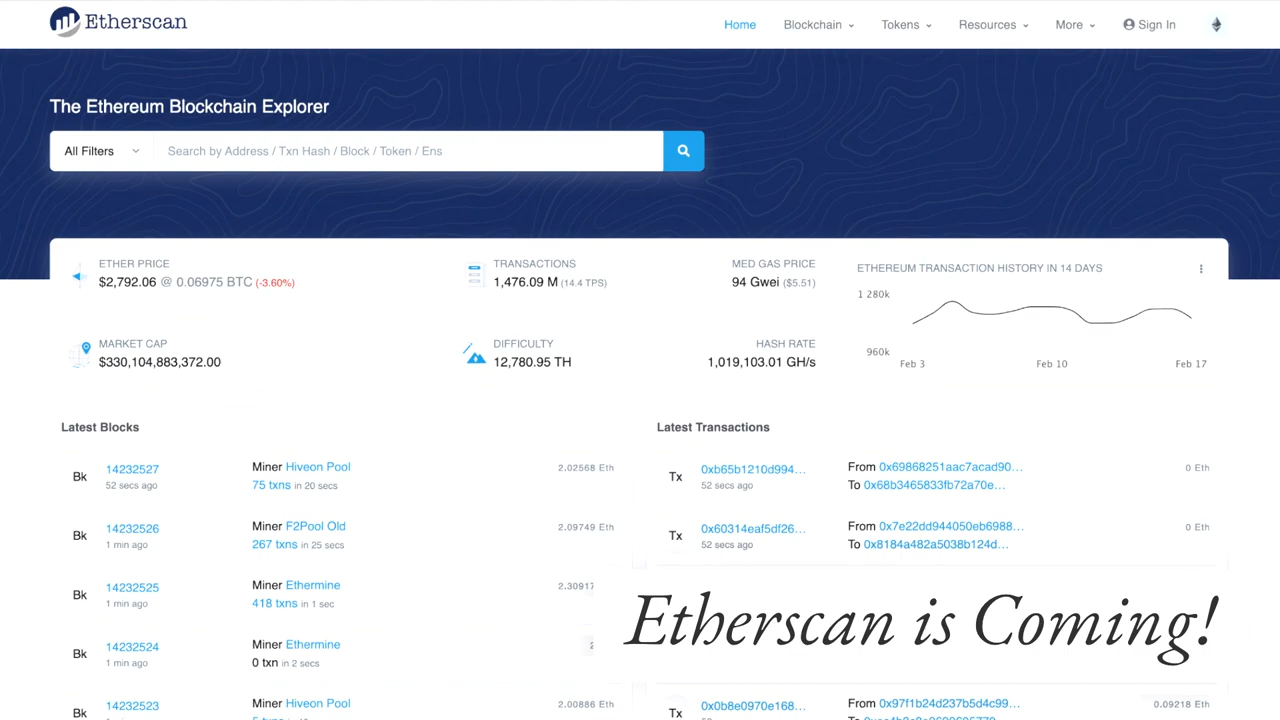 Etherscan
Home Blockchain Tokens Resources More Sign In
The Ethereum Blockchain Explorer
All Filters Search by Address / Txn Hash / Block / Token / Ens
ETHER PRICE
$2,792.06 @ 0.06975 BTC (-3.60%)
TRANSACTIONS
1,476.09 M (14.4 TPS)
MED GAS PRICE
94 Gwei ($5.51)
MARKET CAP
$330,104,883,372.00
DIFFICULTY
12,780.95 TH
HASH RATE
1,019,103.01 GH/s
ETHEREUM TRANSACTION HISTORY IN 14 DAYS
1 280k
960k
Feb 3 Feb 10 Feb 17
Latest Blocks
Bk 14232527 Miner Hiveon Pool 2.02568 Eth
52 secs ago 75 txns in 20 secs
Bk 14232526 Miner F2Pool Old 2.09749 Eth
1 min ago 267 txns in 25 secs
Bk 14232525 Miner Ethermine 2.30917
1 min ago 418 txns in 1 sec
Bk 14232524 Miner Ethermine 2
1 min ago 0 txn in 2 secs
Bk 14232523 Miner Hiveon Pool 2.00886 Eth
Latest Transactions
Tx 0xb65b1210d994... From 0x69868251aac7acad90... 0 Eth
52 secs ago To 0x68b3465833fb72a70e...
Tx 0x60314eaf5df26... From 0x7e22dd944050eb6988... 0 Eth
52 secs ago To 0x8184a482a5038b124d...
Etherscan is Coming!
Tx 0x0b8e0970e168... From 0x97f1b24d237b5d4c99... 0.09218 Eth